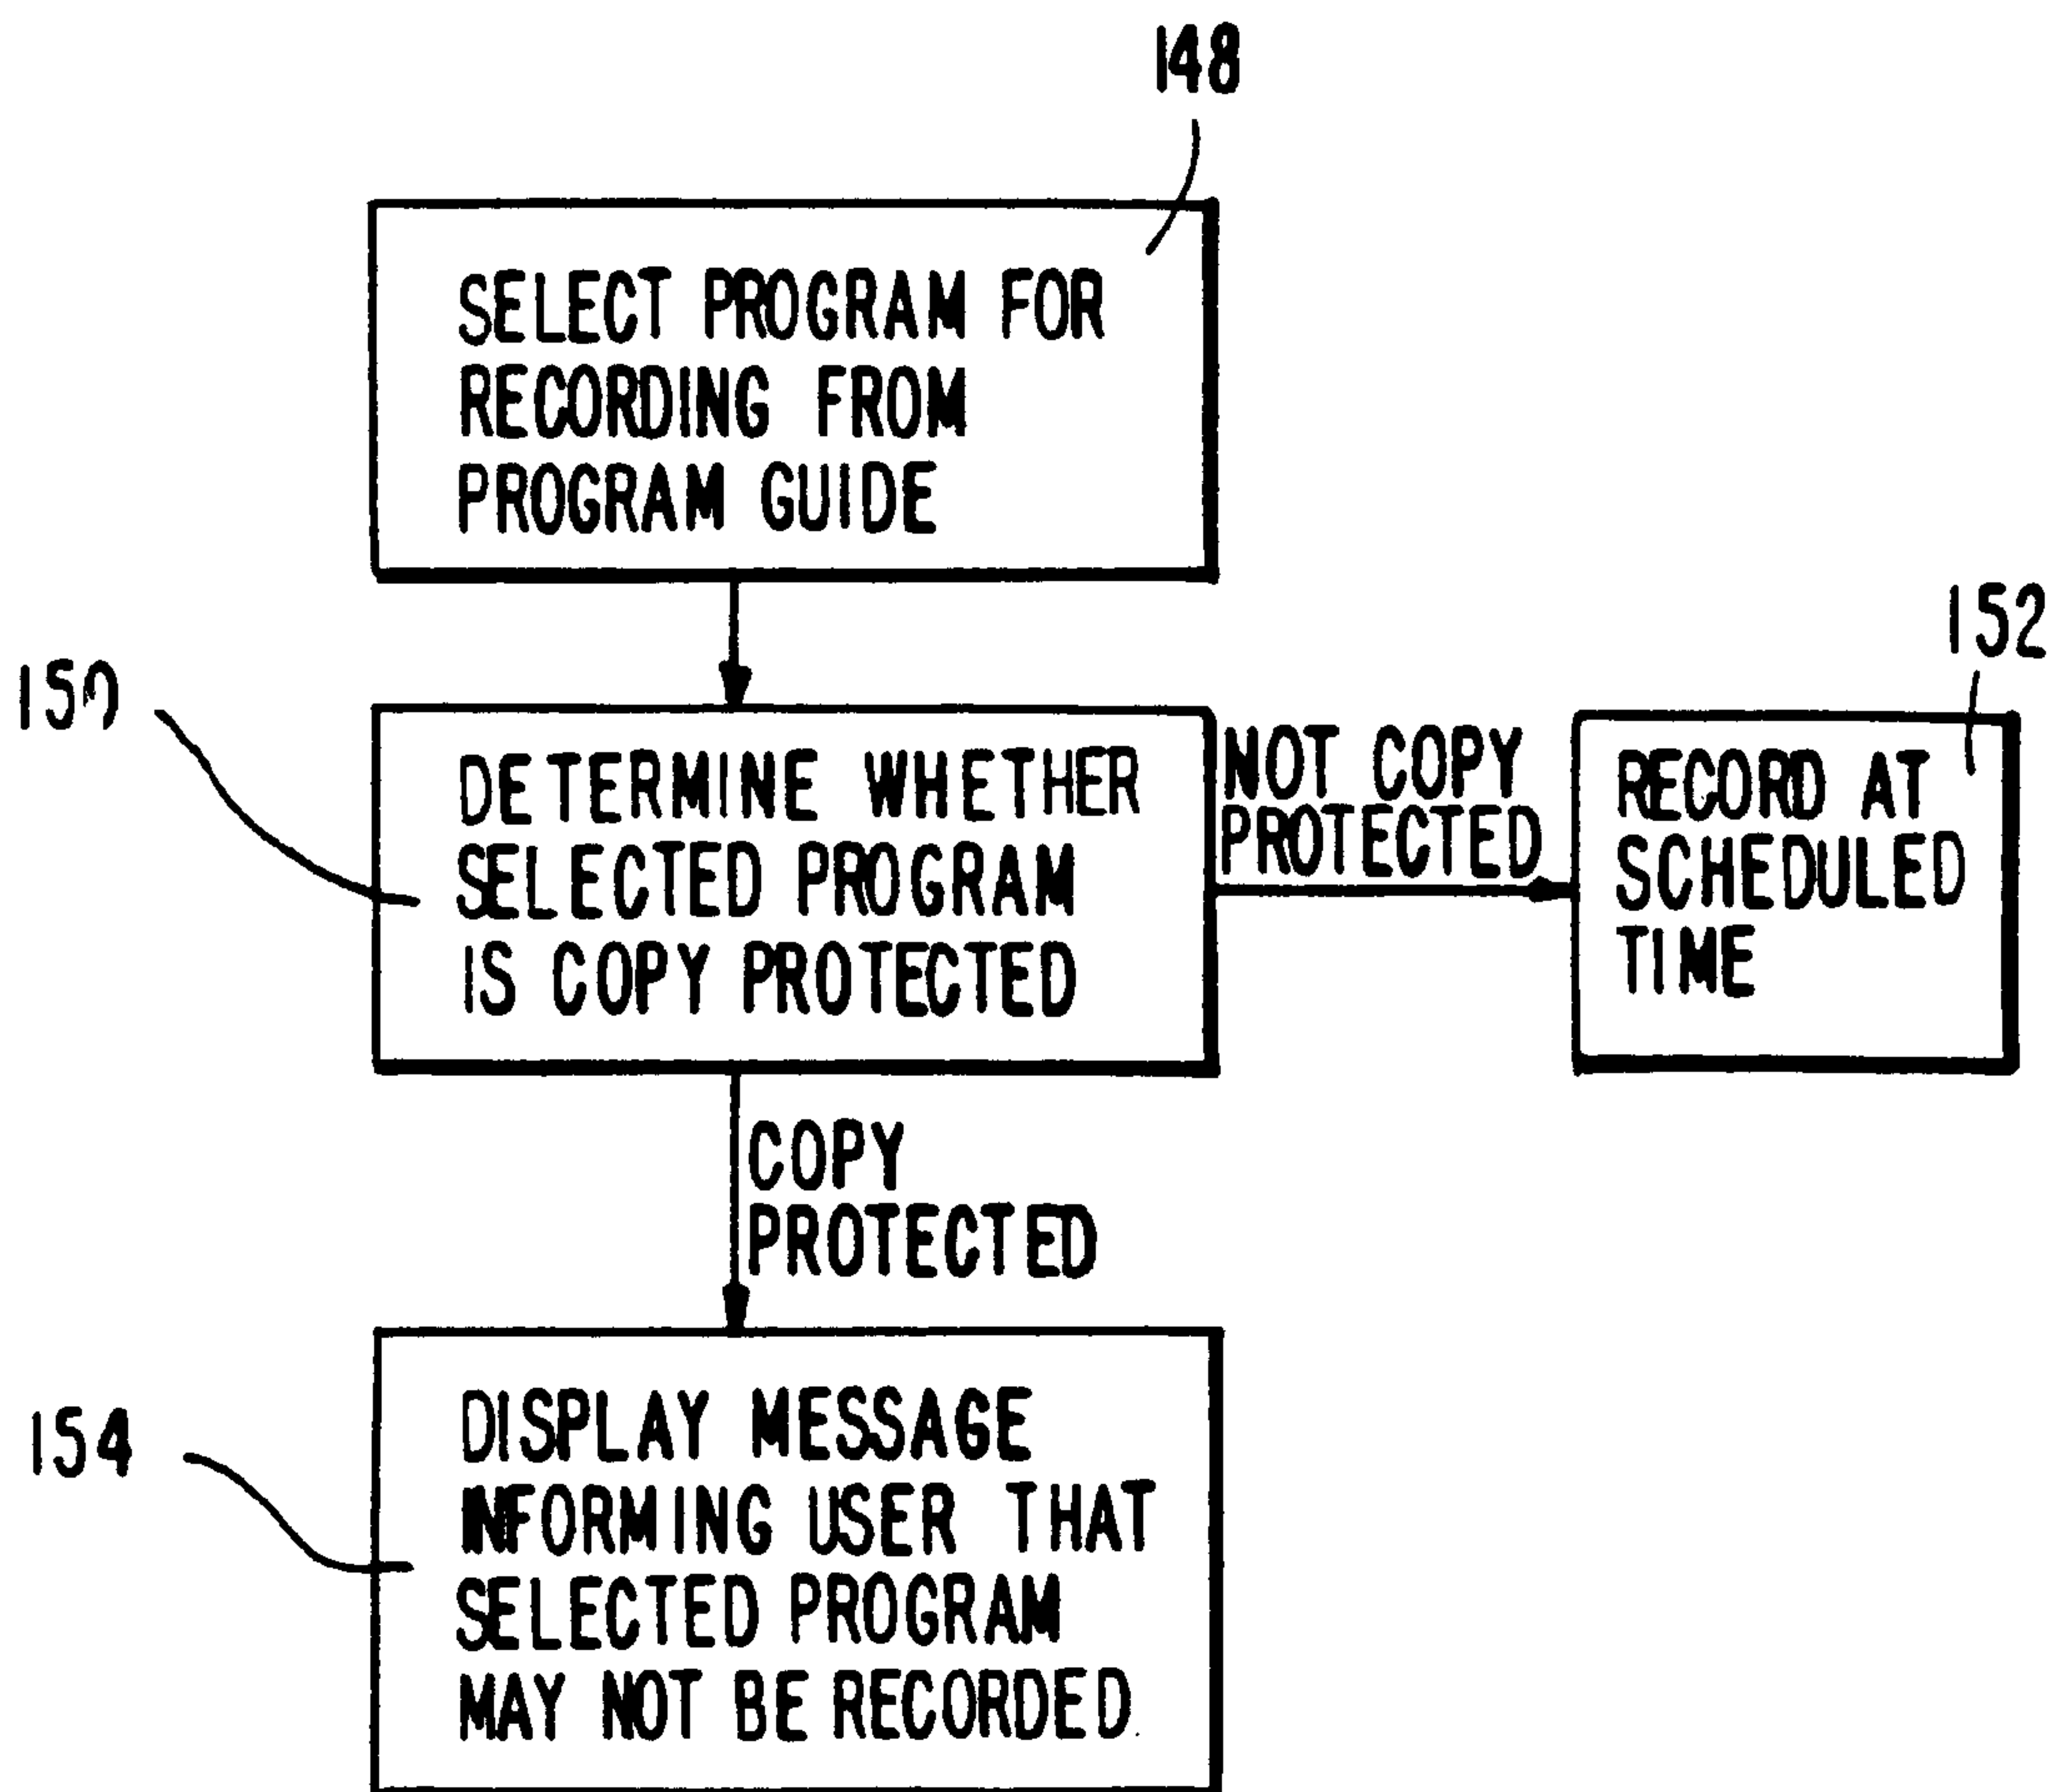 148
SELECT PROGRAM FOR
RECORDING FROM
PROGRAM GUIDE
150
DETERMINE WHETHER
SELECTED PROGRAM
IS COPY PROTECTED
NOT COPY
PROTECTED
152
RECORD AT
SCHEDULED
TIME
COPY
PROTECTED
154
DISPLAY MESSAGE
INFORMING USER THAT
SELECTED PROGRAM
MAY NOT BE RECORDED.